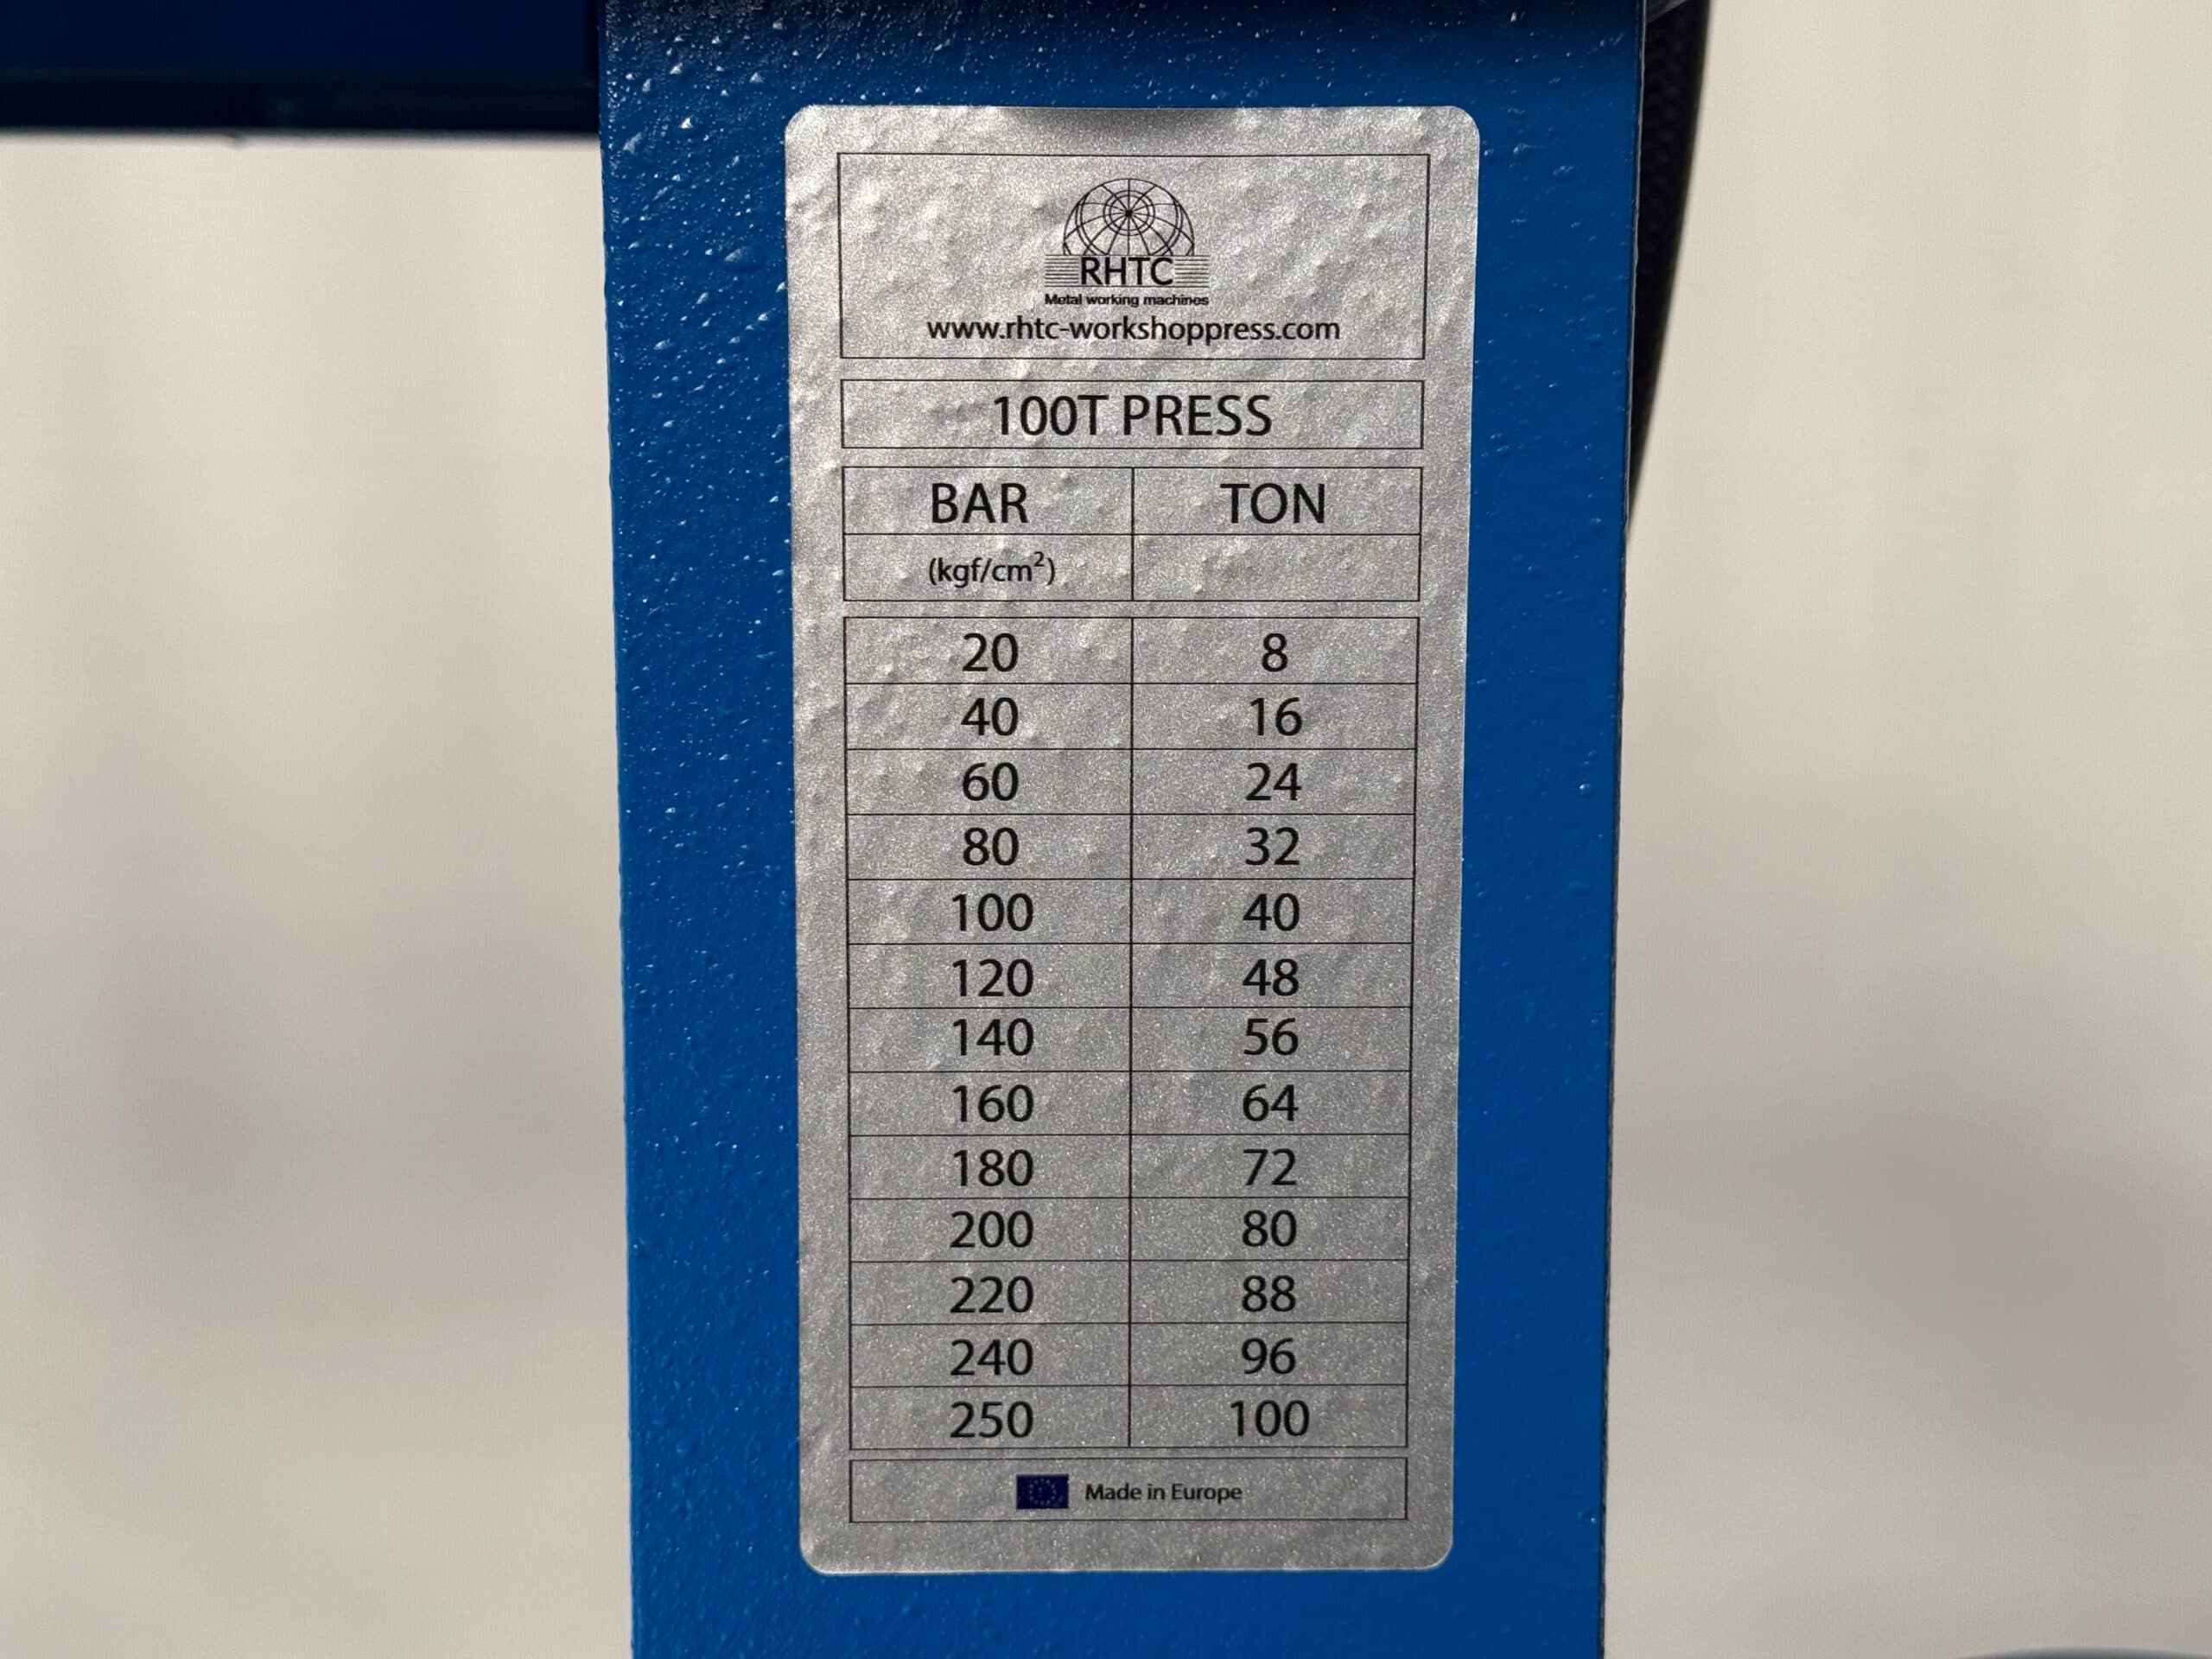 RHTC
Metal working machines
www.rhtc-workshoppress.com
100T PRESS
BAR TON
(kgf/cm²)
20 8
40 16
60 24
80 32
100 40
120 48
140 56
160 64
180 72
200 80
220 88
240 96
250 100
Made in Europe